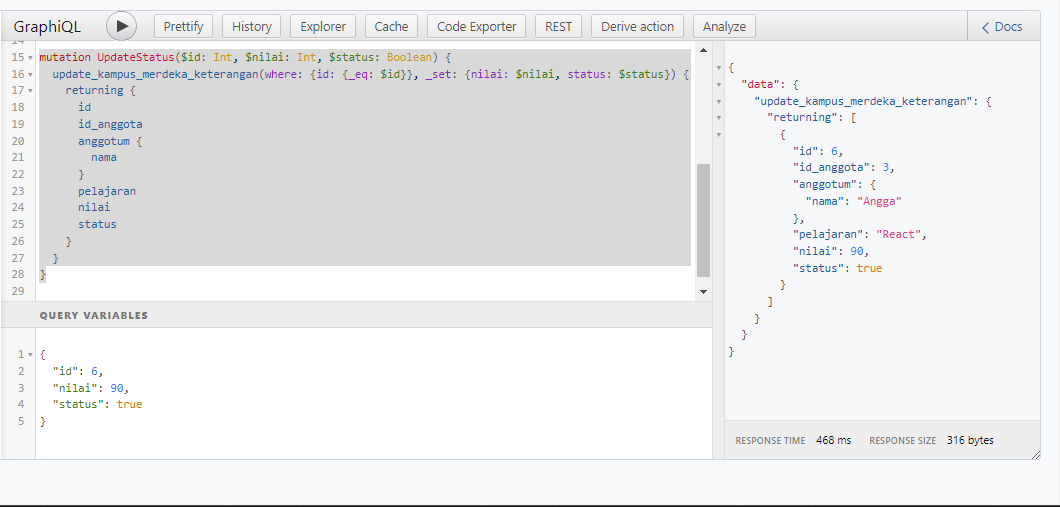 GraphiQL Prettify History Explorer Cache Code Exporter REST Derive action Analyze < Docs
14
15 mutation UpdateStatus($id: Int, $nilai: Int, $status: Boolean) {
16 update_kampus_merdeka_keterangan(where: {id: {_eq: $id}}, _set: {nilai: $nilai, status: $status}) {
17 returning {
18 id
19 id_anggota
20 anggotum {
21 nama
22 }
23 pelajaran
24 nilai
25 status
26 }
27 }
28 }
29
QUERY VARIABLES
1 {
2 "id": 6,
3 "nilai": 90,
4 "status": true
5 }
{
"data": {
"update_kampus_merdeka_keterangan": {
"returning": [
{
"id": 6,
"id_anggota": 3,
"anggotum": {
"nama": "Angga"
},
"pelajaran": "React",
"nilai": 90,
"status": true
}
]
}
}
}
RESPONSE TIME 468 ms RESPONSE SIZE 316 bytes